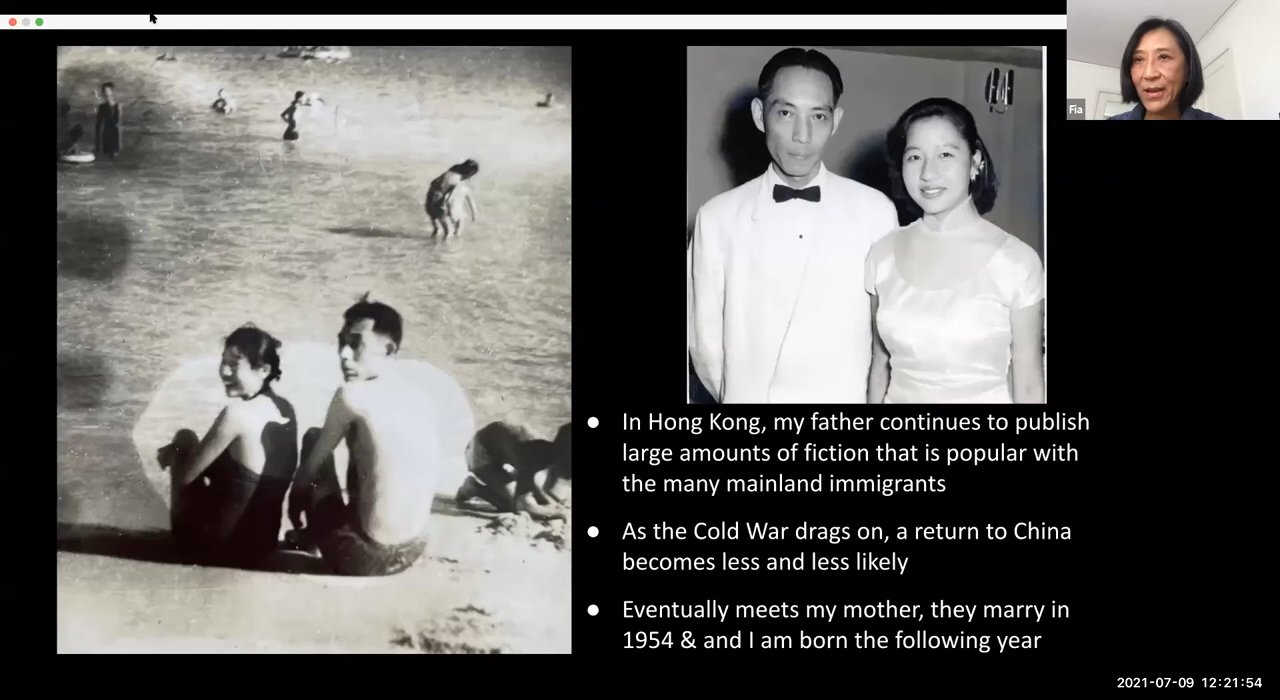 Fia
● In Hong Kong, my father continues to publish
large amounts of fiction that is popular with
the many mainland immigrants
● As the Cold War drags on, a return to China
becomes less and less likely
● Eventually meets my mother, they marry in
1954 & and I am born the following year
2021-07-09 12:21:54